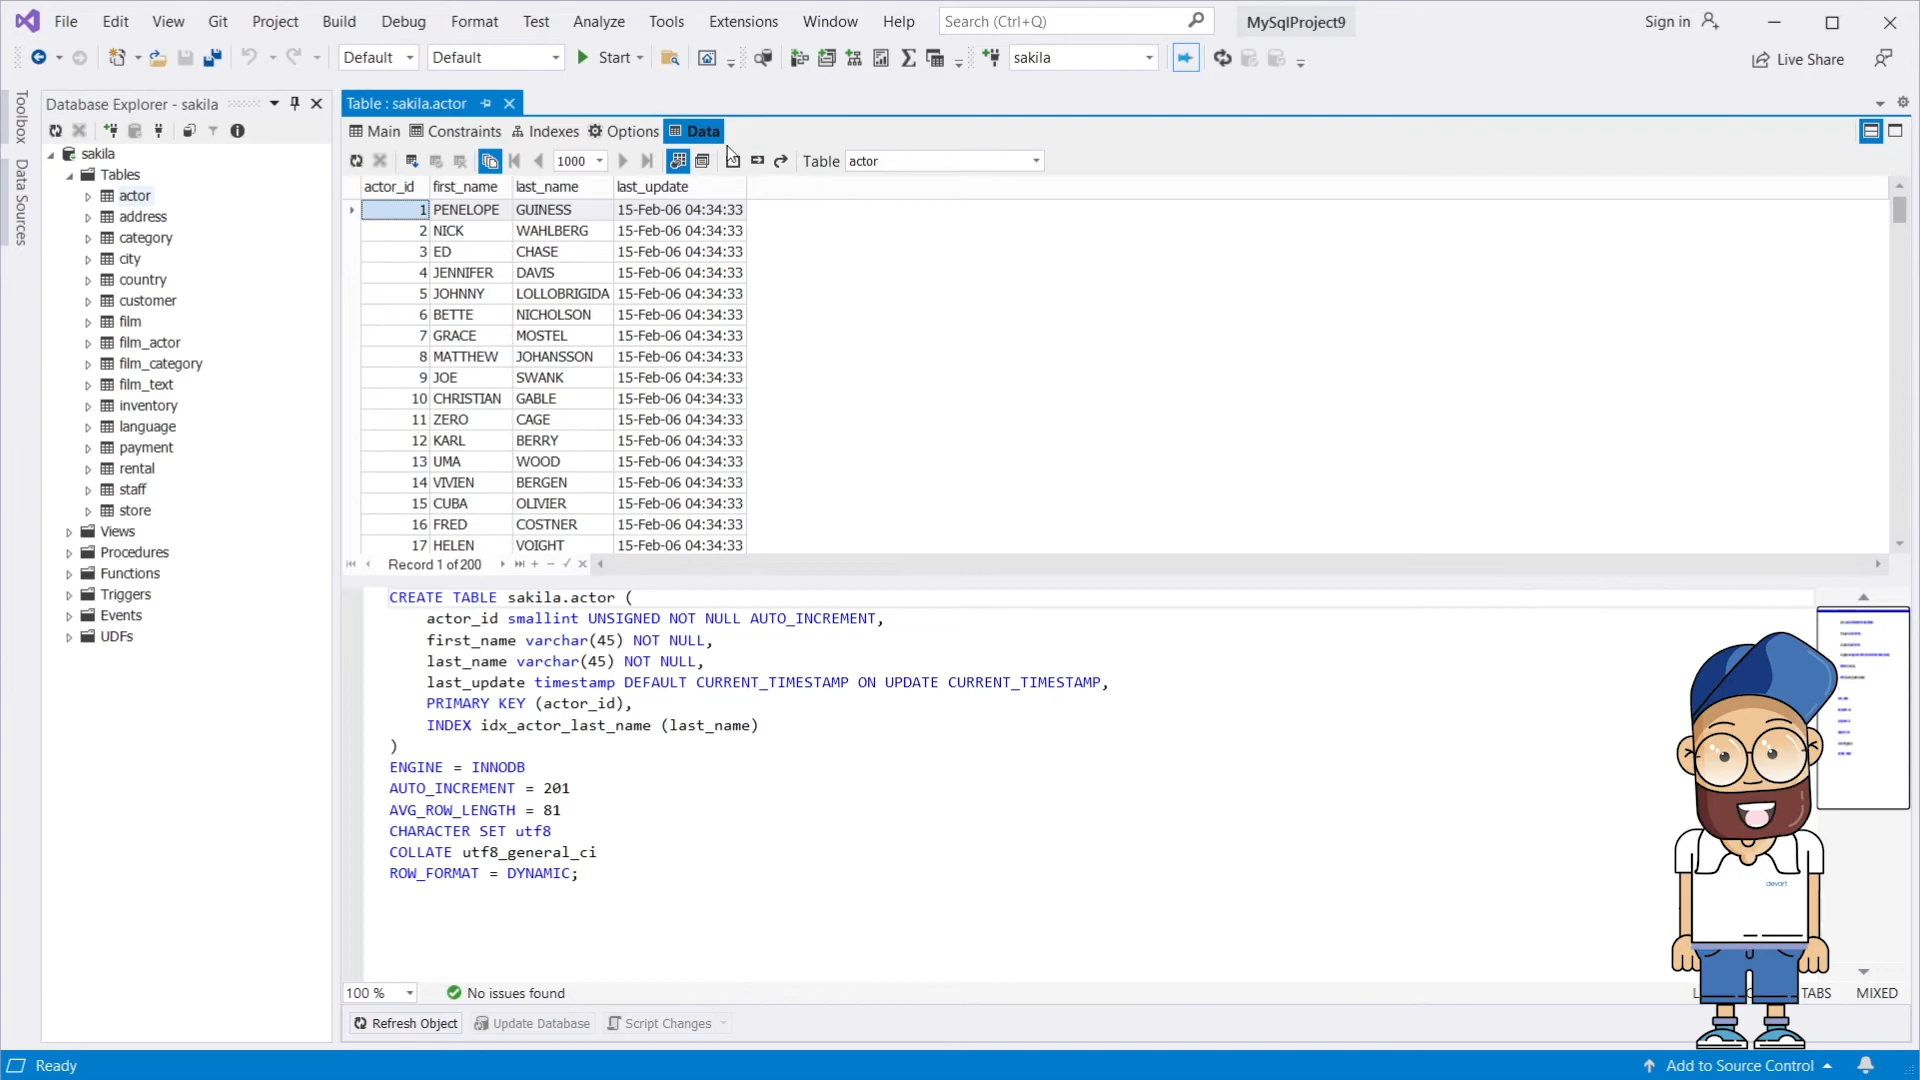 File Edit View Git Project Build Debug Format Test Analyze Tools Extensions Window Help Search (Ctrl+Q) MySqlProject9 Sign in
Default Default Start sakila Live Share
Toolbox
Data Sources
Database Explorer - sakila
sakila
Tables
actor
address
category
city
country
customer
film
film_actor
film_category
film_text
inventory
language
payment
rental
staff
store
Views
Procedures
Functions
Triggers
Events
UDFs
Table : sakila.actor
Main Constraints Indexes Options Data
1000 Table actor
actor_id first_name last_name last_update
1 PENELOPE GUINESS 15-Feb-06 04:34:33
2 NICK WAHLBERG 15-Feb-06 04:34:33
3 ED CHASE 15-Feb-06 04:34:33
4 JENNIFER DAVIS 15-Feb-06 04:34:33
5 JOHNNY LOLLOBRIGIDA 15-Feb-06 04:34:33
6 BETTE NICHOLSON 15-Feb-06 04:34:33
7 GRACE MOSTEL 15-Feb-06 04:34:33
8 MATTHEW JOHANSSON 15-Feb-06 04:34:33
9 JOE SWANK 15-Feb-06 04:34:33
10 CHRISTIAN GABLE 15-Feb-06 04:34:33
11 ZERO CAGE 15-Feb-06 04:34:33
12 KARL BERRY 15-Feb-06 04:34:33
13 UMA WOOD 15-Feb-06 04:34:33
14 VIVIEN BERGEN 15-Feb-06 04:34:33
15 CUBA OLIVIER 15-Feb-06 04:34:33
16 FRED COSTNER 15-Feb-06 04:34:33
17 HELEN VOIGHT 15-Feb-06 04:34:33
Record 1 of 200
CREATE TABLE sakila.actor (
actor_id smallint UNSIGNED NOT NULL AUTO_INCREMENT,
first_name varchar(45) NOT NULL,
last_name varchar(45) NOT NULL,
last_update timestamp DEFAULT CURRENT_TIMESTAMP ON UPDATE CURRENT_TIMESTAMP,
PRIMARY KEY (actor_id),
INDEX idx_actor_last_name (last_name)
)
ENGINE = INNODB
AUTO_INCREMENT = 201
AVG_ROW_LENGTH = 81
CHARACTER SET utf8
COLLATE utf8_general_ci
ROW_FORMAT = DYNAMIC;
devart
100 % No issues found TABS MIXED
Refresh Object Update Database Script Changes
Ready Add to Source Control